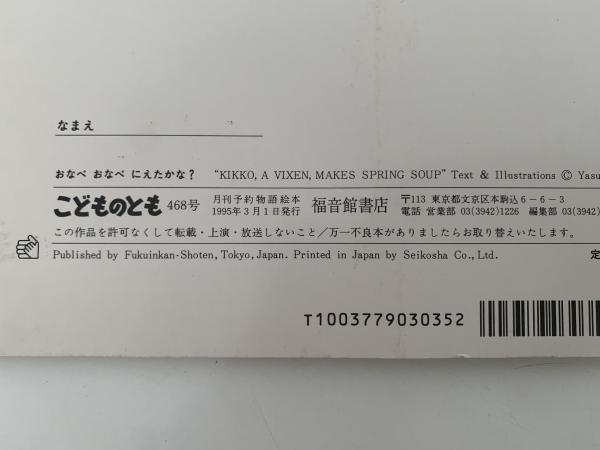 なまえ
おなべ おなべ にえたかな? "KIKKO, A VIXEN, MAKES SPRING SOUP" Text & Illustrations © Yasu
こどものとも 468号 月刊予約物語絵本 福音館書店 〒113 東京都文京区本駒込6-6-3
1995年3月1日発行 電話 営業部 03(3942)1226 編集部 03(3942)
この作品を許可なくして転載・上演・放送しないこと/万一不良本がありましたらお取り替えいたします。
Published by Fukuinkan-Shoten, Tokyo, Japan. Printed in Japan by Seikosha Co., Ltd. 定
T1003779030352